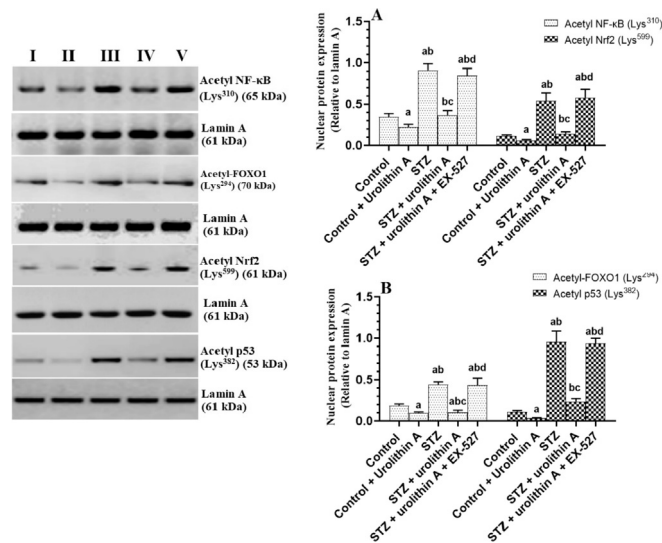 I II III IV V
Acetyl NF-κB
(Lys³¹⁰) (65 kDa)
Lamin A
(61 kDa)
Acetyl-FOXO1
(Lys²⁹⁴) (70 kDa)
Lamin A
(61 kDa)
Acetyl Nrf2
(Lys⁵⁹⁹) (61 kDa)
Lamin A
(61 kDa)
Acetyl p53
(Lys³⁸²) (53 kDa)
Lamin A
(61 kDa)
A
Acetyl NF-κB (Lys³¹⁰)
Acetyl Nrf2 (Lys⁵⁹⁹)
Nuclear protein expression
(Relative to lamin A)
1.5
1.0
0.5
0.0
a ab bc abd a ab bc abd
Control
Control + Urolithin A
STZ
STZ + urolithin A
STZ + urolithin A + EX-527
Control
Control + Urolithin A
STZ
STZ + urolithin A
STZ + urolithin A + EX-527
B
Acetyl-FOXO1 (Lys²⁹⁴)
Acetyl p53 (Lys³⁸²)
Nuclear protein expression
(Relative to lamin A)
1.5
1.0
0.5
0.0
a ab abc abd a ab bc abd
Control
Control + Urolithin A
STZ
STZ + urolithin A
STZ + urolithin A + EX-527
Control
Control + Urolithin A
STZ
STZ + urolithin A
STZ + urolithin A + EX-527